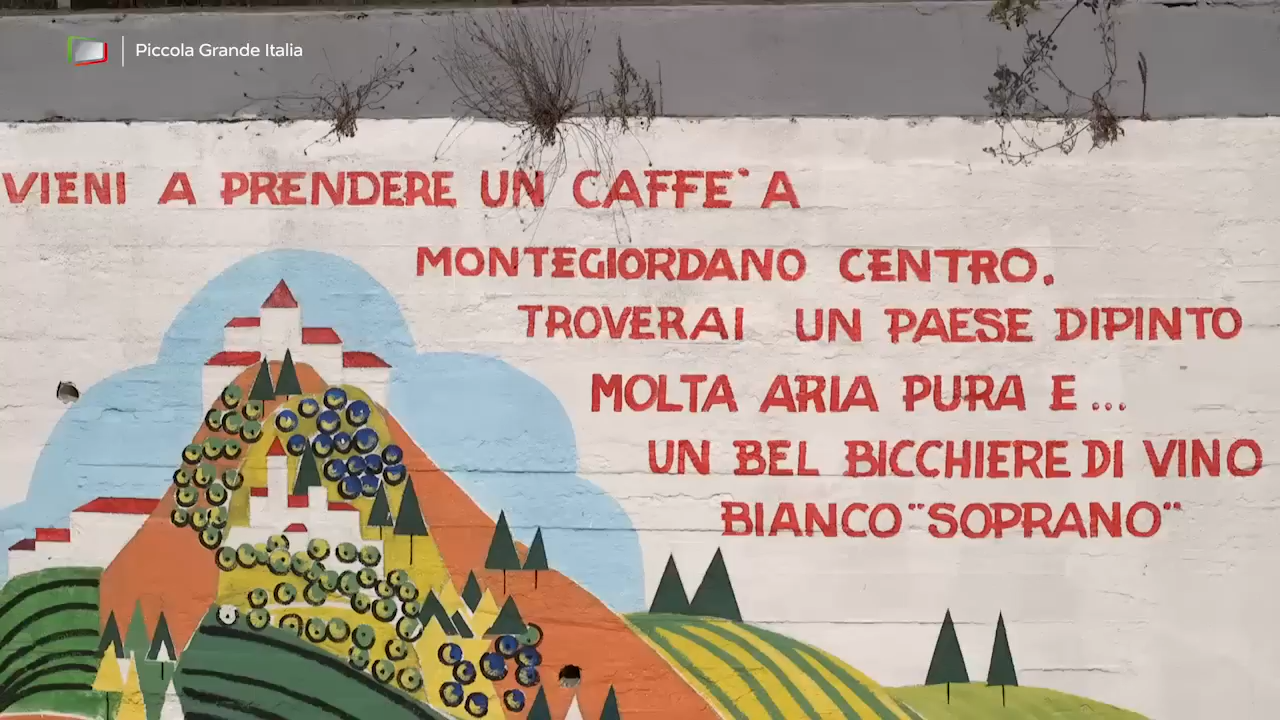 Piccola Grande Italia
VIENI A PRENDERE UN CAFFE` A
MONTEGIORDANO CENTRO.
TROVERAI UN PAESE DIPINTO
MOLTA ARIA PURA E...
UN BEL BICCHIERE DI VINO
BIANCO "SOPRANO"